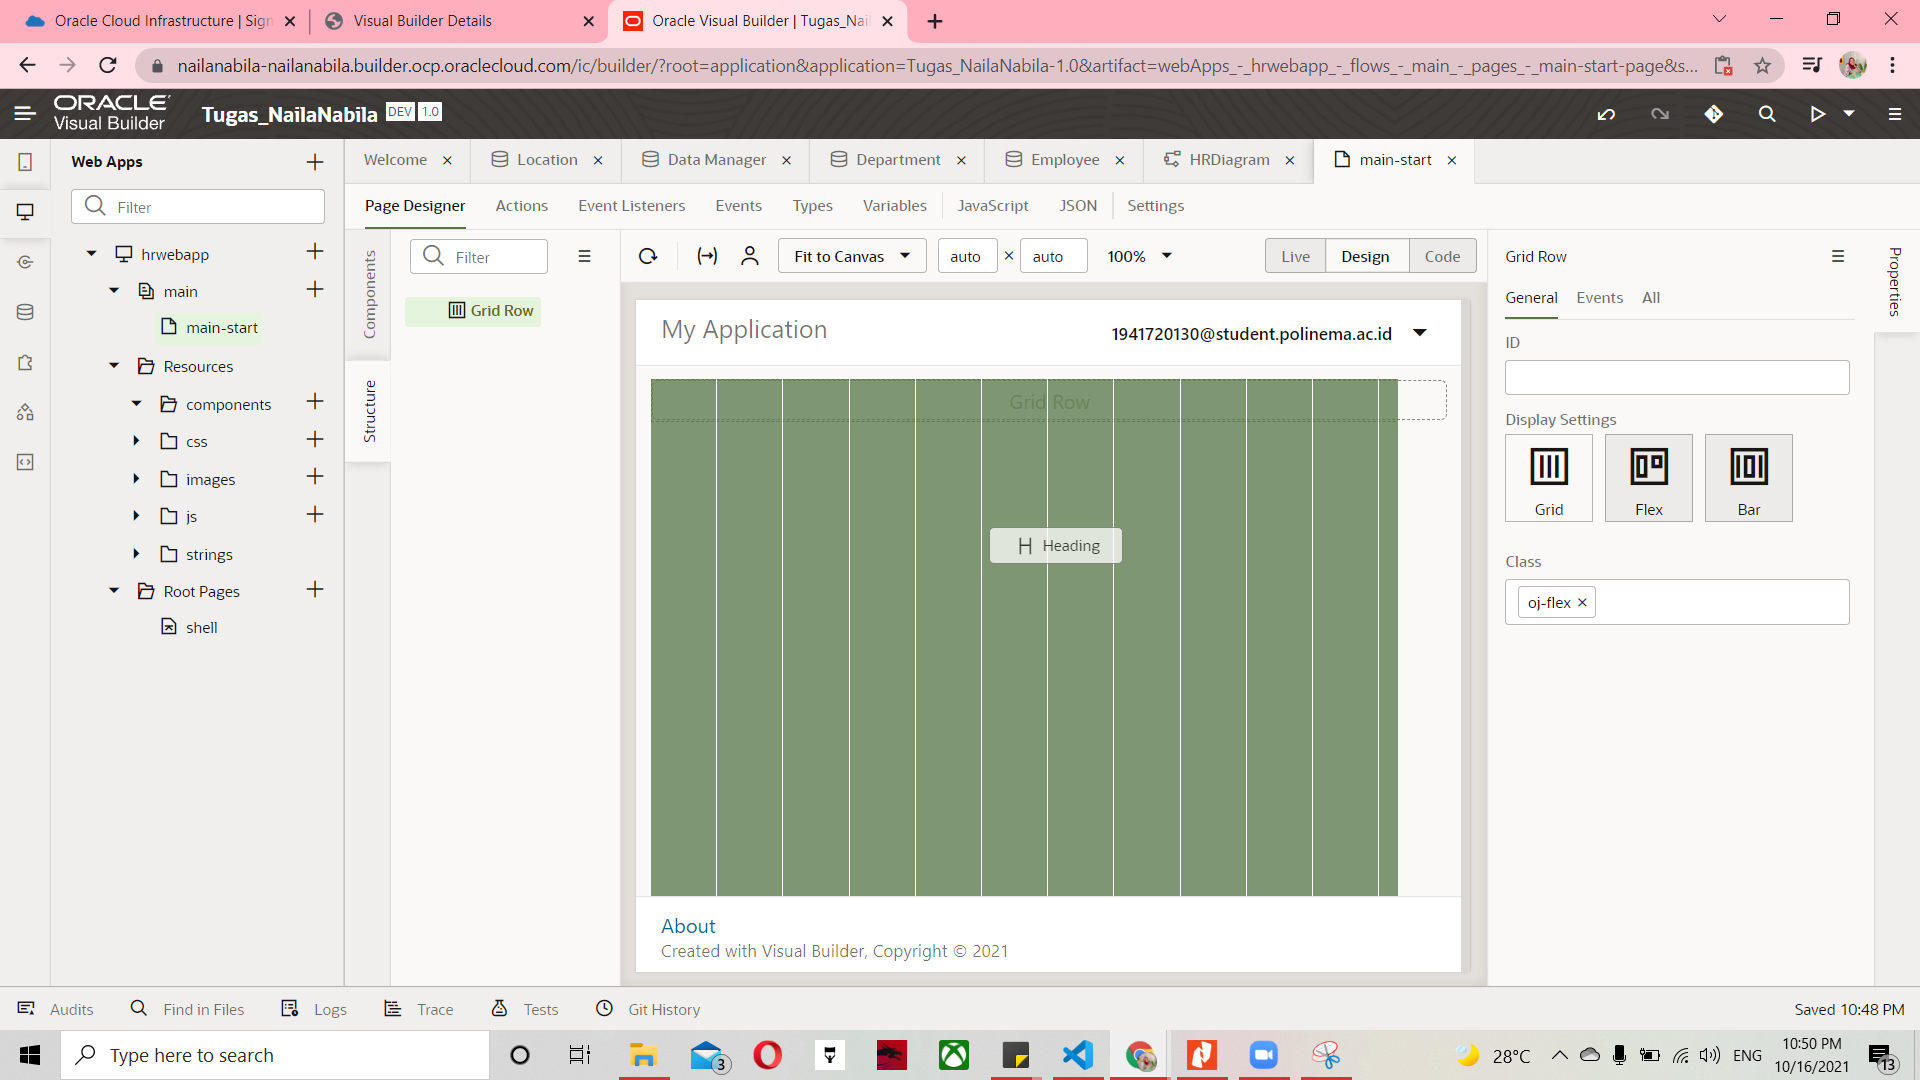 Oracle Cloud Infrastructure | Sign
Visual Builder Details
Oracle Visual Builder | Tugas_Nail
nailanabila-nailanabila.builder.ocp.oraclecloud.com/ic/builder/?root=application&application=Tugas_NailaNabila-1.0&artifact=webApps_-_hrwebapp_-_flows_-_main_-_pages_-_main-start-page&s...
ORACLE
Visual Builder
Tugas_NailaNabila DEV 1.0
Web Apps
Welcome
Location
Data Manager
Department
Employee
HRDiagram
main-start
Filter
Page Designer
Actions
Event Listeners
Events
Types
Variables
JavaScript
JSON
Settings
hrwebapp
main
main-start
Resources
components
css
images
js
strings
Root Pages
shell
Components
Structure
Filter
Grid Row
Fit to Canvas
auto × auto
100%
Live
Design
Code
My Application
1941720130@student.polinema.ac.id
Grid Row
H Heading
About
Created with Visual Builder, Copyright © 2021
Grid Row
General
Events
All
ID
Display Settings
Grid
Flex
Bar
Class
oj-flex
Properties
Audits
Find in Files
Logs
Trace
Tests
Git History
Saved 10:48 PM
Type here to search
3
28°C
ENG
10:50 PM
10/16/2021
13